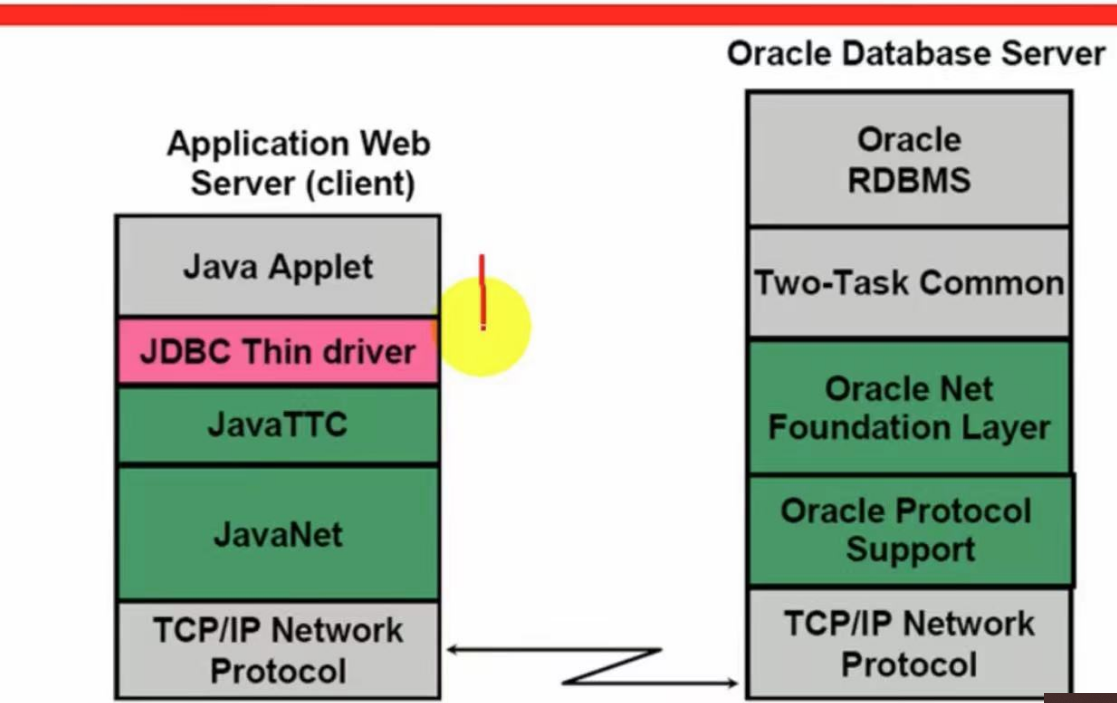 Application Web
Server (client)
Java Applet
JDBC Thin driver
JavaTTC
JavaNet
TCP/IP Network
Protocol
Oracle Database Server
Oracle
RDBMS
Two-Task Common
Oracle Net
Foundation Layer
Oracle Protocol
Support
TCP/IP Network
Protocol